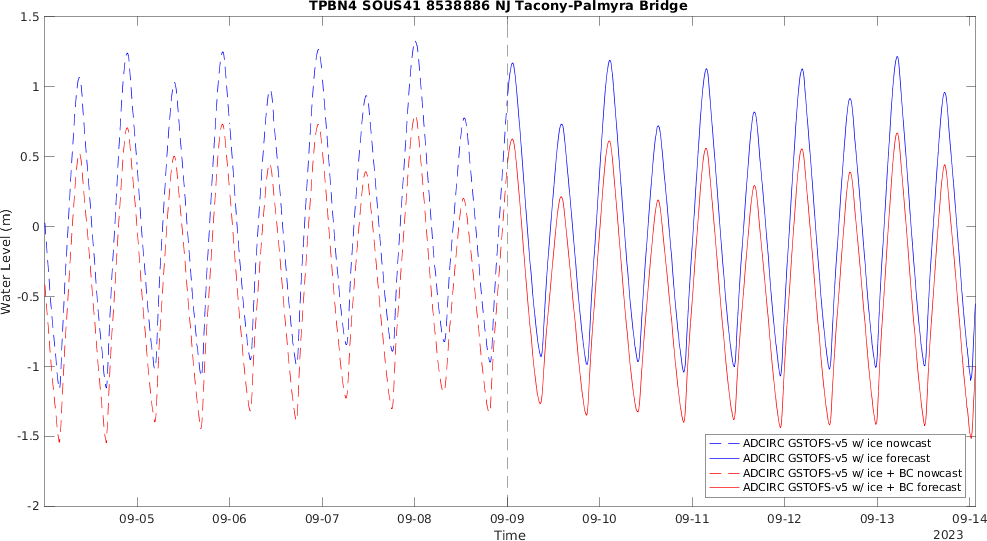 TPBN4 SOUS41 8538886 NJ Tacony-Palmyra Bridge
1.5
1
0.5
0
-0.5
-1
-1.5
-2
Water Level (m)
ADCIRC GSTOFS-v5 w/ ice nowcast
ADCIRC GSTOFS-v5 w/ ice forecast
ADCIRC GSTOFS-v5 w/ ice + BC nowcast
ADCIRC GSTOFS-v5 w/ ice + BC forecast
09-05 09-06 09-07 09-08 09-09 09-10 09-11 09-12 09-13 09-14
Time
2023